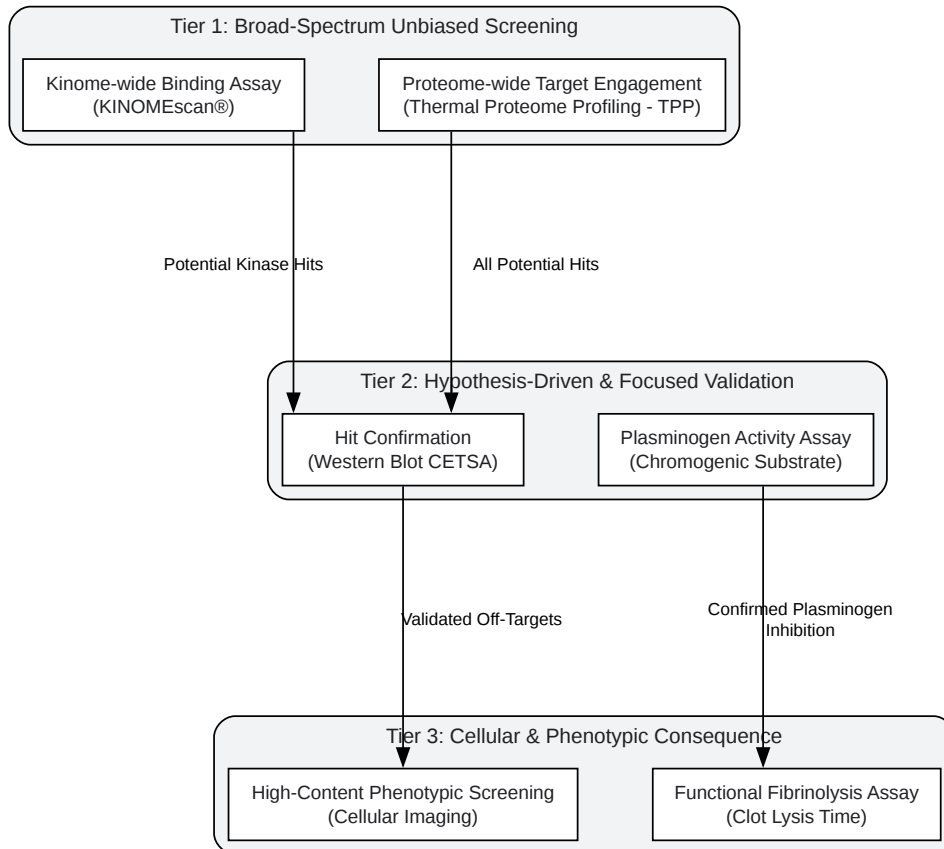 Tier 1: Broad-Spectrum Unbiased Screening
Kinome-wide Binding Assay
(KINOMEscan®)
Proteome-wide Target Engagement
(Thermal Proteome Profiling - TPP)
Potential Kinase Hits
All Potential Hits
Tier 2: Hypothesis-Driven & Focused Validation
Hit Confirmation
(Western Blot CETSA)
Plasminogen Activity Assay
(Chromogenic Substrate)
Validated Off-Targets
Confirmed Plasminogen
Inhibition
Tier 3: Cellular & Phenotypic Consequence
High-Content Phenotypic Screening
(Cellular Imaging)
Functional Fibrinolysis Assay
(Clot Lysis Time)